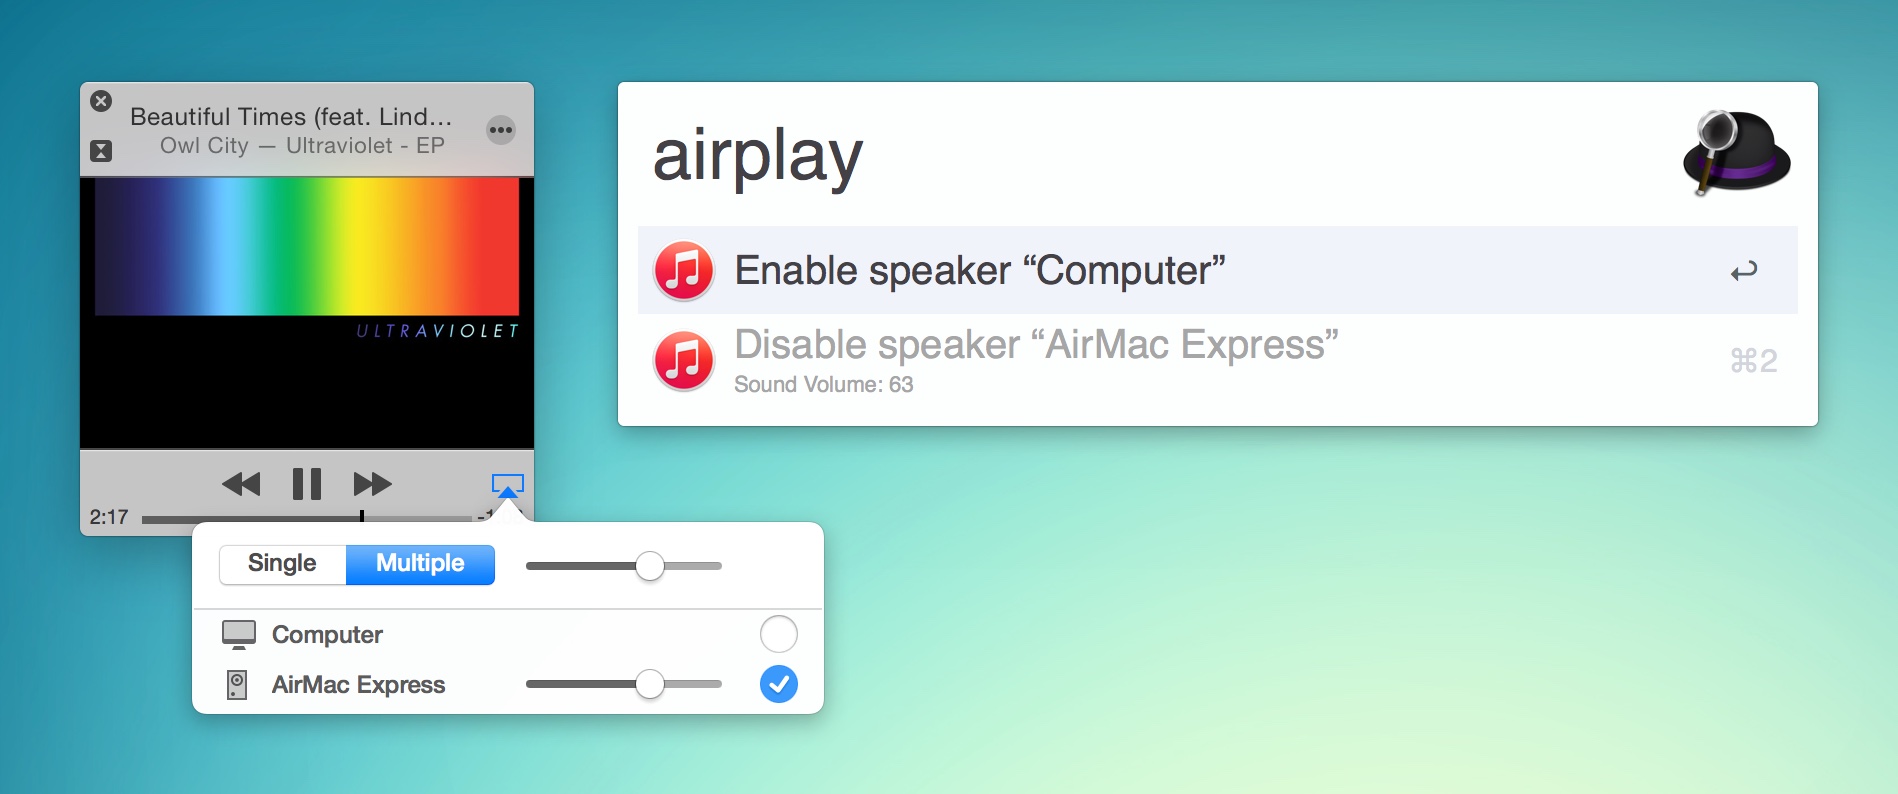 Beautiful Times (feat. Lind...
Owl City — Ultraviolet - EP
ULTRAVIOLET
2:17
Single
Multiple
Computer
AirMac Express
airplay
Enable speaker “Computer”
Disable speaker “AirMac Express”
Sound Volume: 63
⌘2